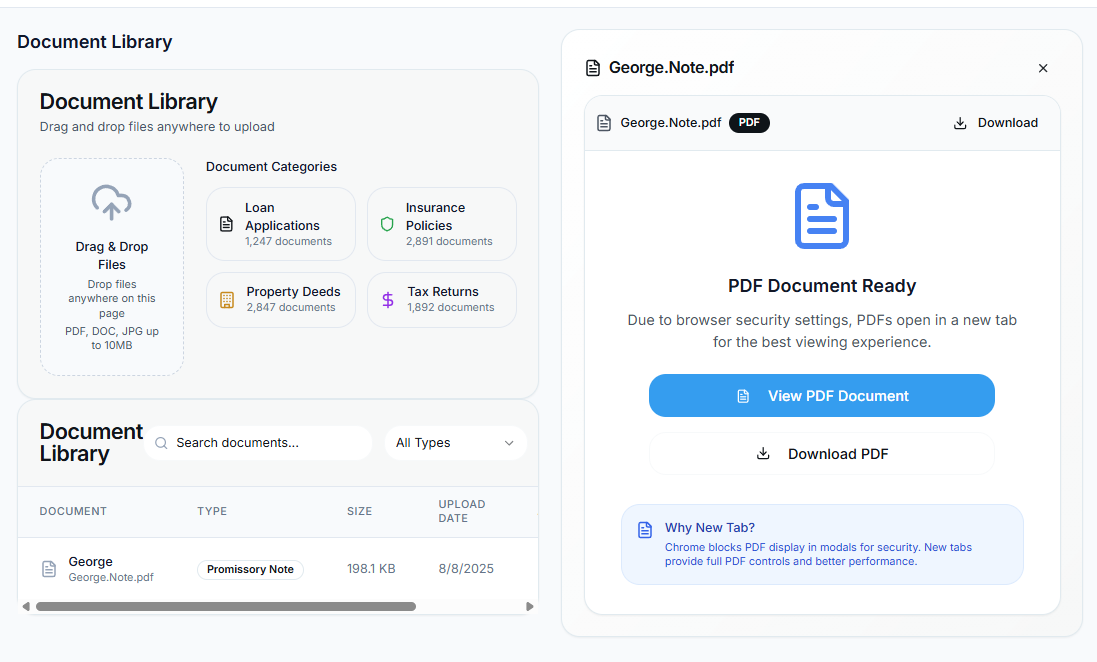 Document Library
Document Library
Drag and drop files anywhere to upload
Drag & Drop
Files
Drop files
anywhere on this
page
PDF, DOC, JPG up
to 10MB
Document Categories
Loan
Applications
1,247 documents
Insurance
Policies
2,891 documents
Property Deeds
2,847 documents
Tax Returns
1,892 documents
Document
Library
Search documents...
All Types
DOCUMENT
TYPE
SIZE
UPLOAD
DATE
George
George.Note.pdf
Promissory Note
198.1 KB
8/8/2025
George.Note.pdf
George.Note.pdf
PDF
Download
PDF Document Ready
Due to browser security settings, PDFs open in a new tab
for the best viewing experience.
View PDF Document
Download PDF
Why New Tab?
Chrome blocks PDF display in modals for security. New tabs
provide full PDF controls and better performance.